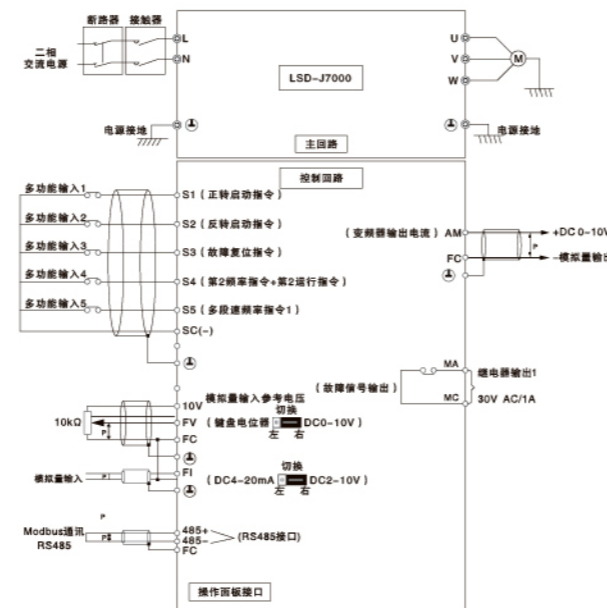 断路器 接触器
二相
交流电源
L
N
LSD-J7000
U
V
W
M
电源接地
电源接地
主回路
控制回路
多功能输入1
S1(正转启动指令)
多功能输入2
S2(反转启动指令)
多功能输入3
S3(故障复位指令)
多功能输入4
S4(第2频率指令+第2运行指令)
多功能输入5
S5(多段速频率指令1)
SC(-)
(变频器输出电流) AM
+DC0-10V
P
FC
-模拟量输出
MA
继电器输出1
(故障信号输出)
MC
30V AC/1A
10V
模拟量输入参考电压
切换
10kΩ
P
FV
(键盘电位器 DC0-10V)
左 右
FC
模拟量输入
P
FI
切换
(DC4-20mA DC2-10V)
左 右
P
Modbus通讯
RS485
P
485+
485-
(RS485接口)
FC
操作面板接口